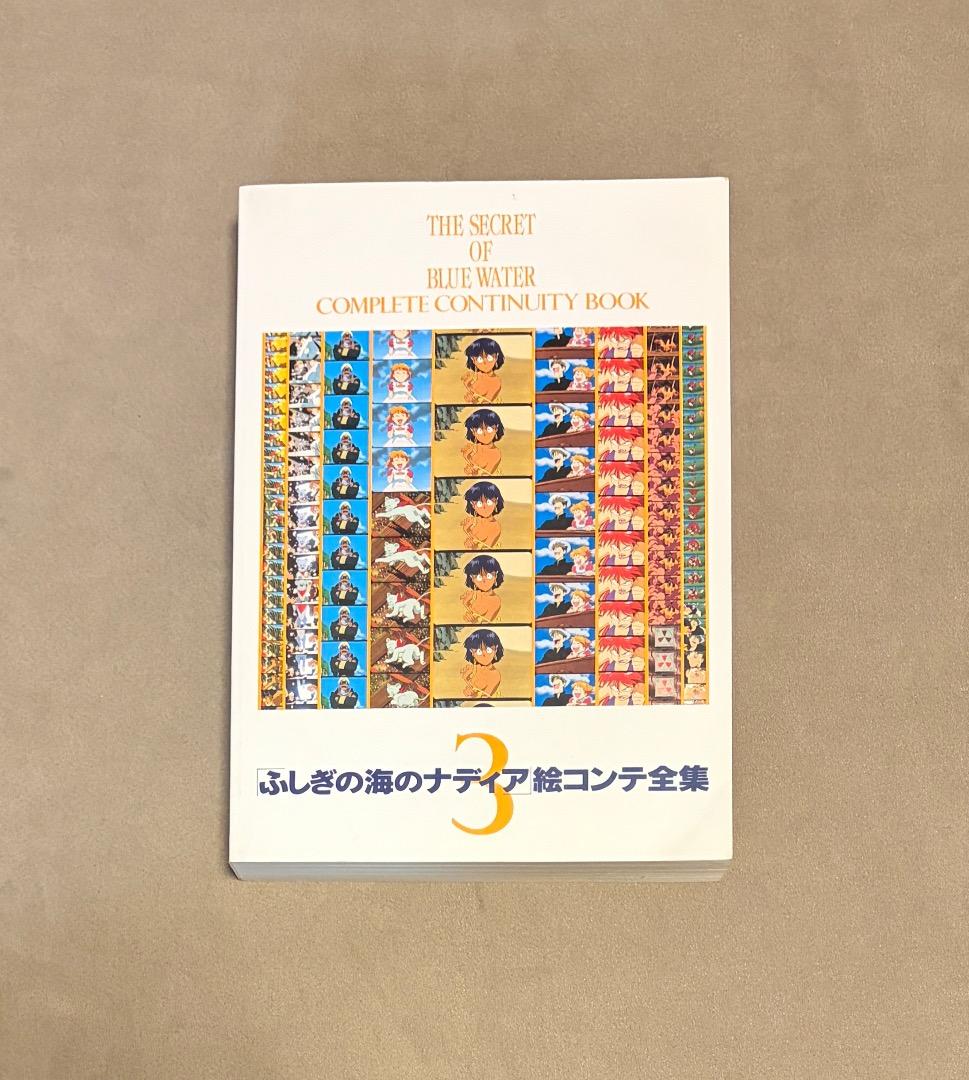 THE SECRET
OF
BLUE WATER
COMPLETE CONTINUITY BOOK
3
「ふしぎの海のナディア」絵コンテ全集